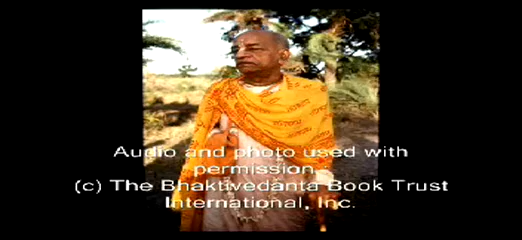 Audio and photo used with
permission.
(c) The Bhaktivedanta Book Trust
International, Inc.